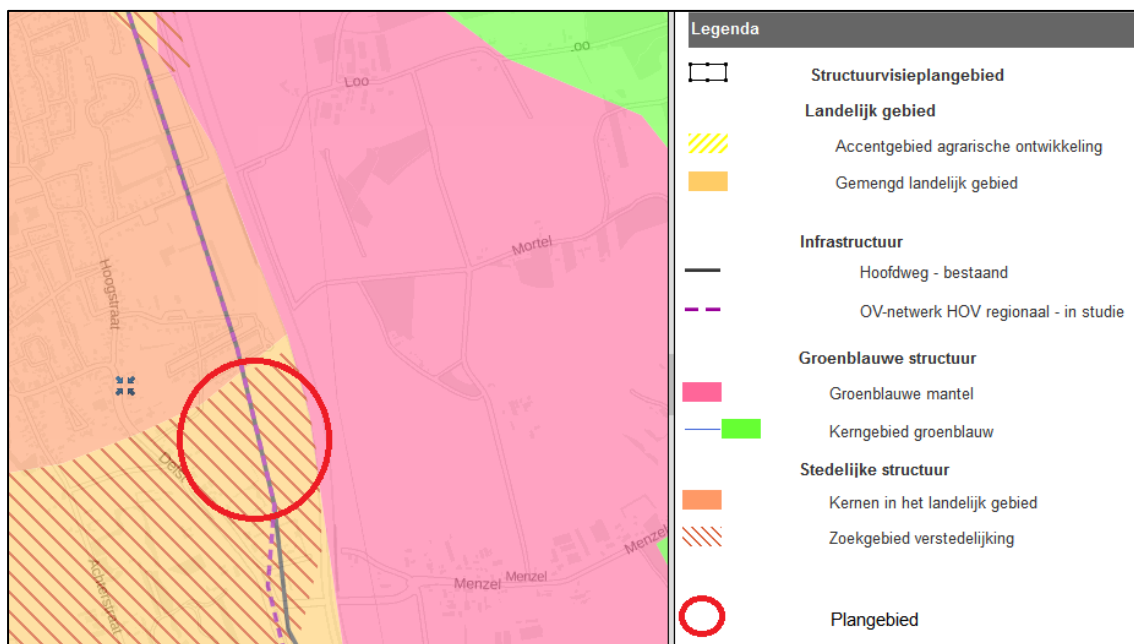 Loo
Loo
Mortel
Hoogstraat
Delst
Achterstraat
Menzel
Menzel
Menzel
Legenda
Structuurvisieplangebied
Landelijk gebied
Accentgebied agrarische ontwikkeling
Gemengd landelijk gebied
Infrastructuur
Hoofdweg - bestaand
OV-netwerk HOV regionaal - in studie
Groenblauwe structuur
Groenblauwe mantel
Kerngebied groenblauw
Stedelijke structuur
Kernen in het landelijk gebied
Zoekgebied verstedelijking
Plangebied